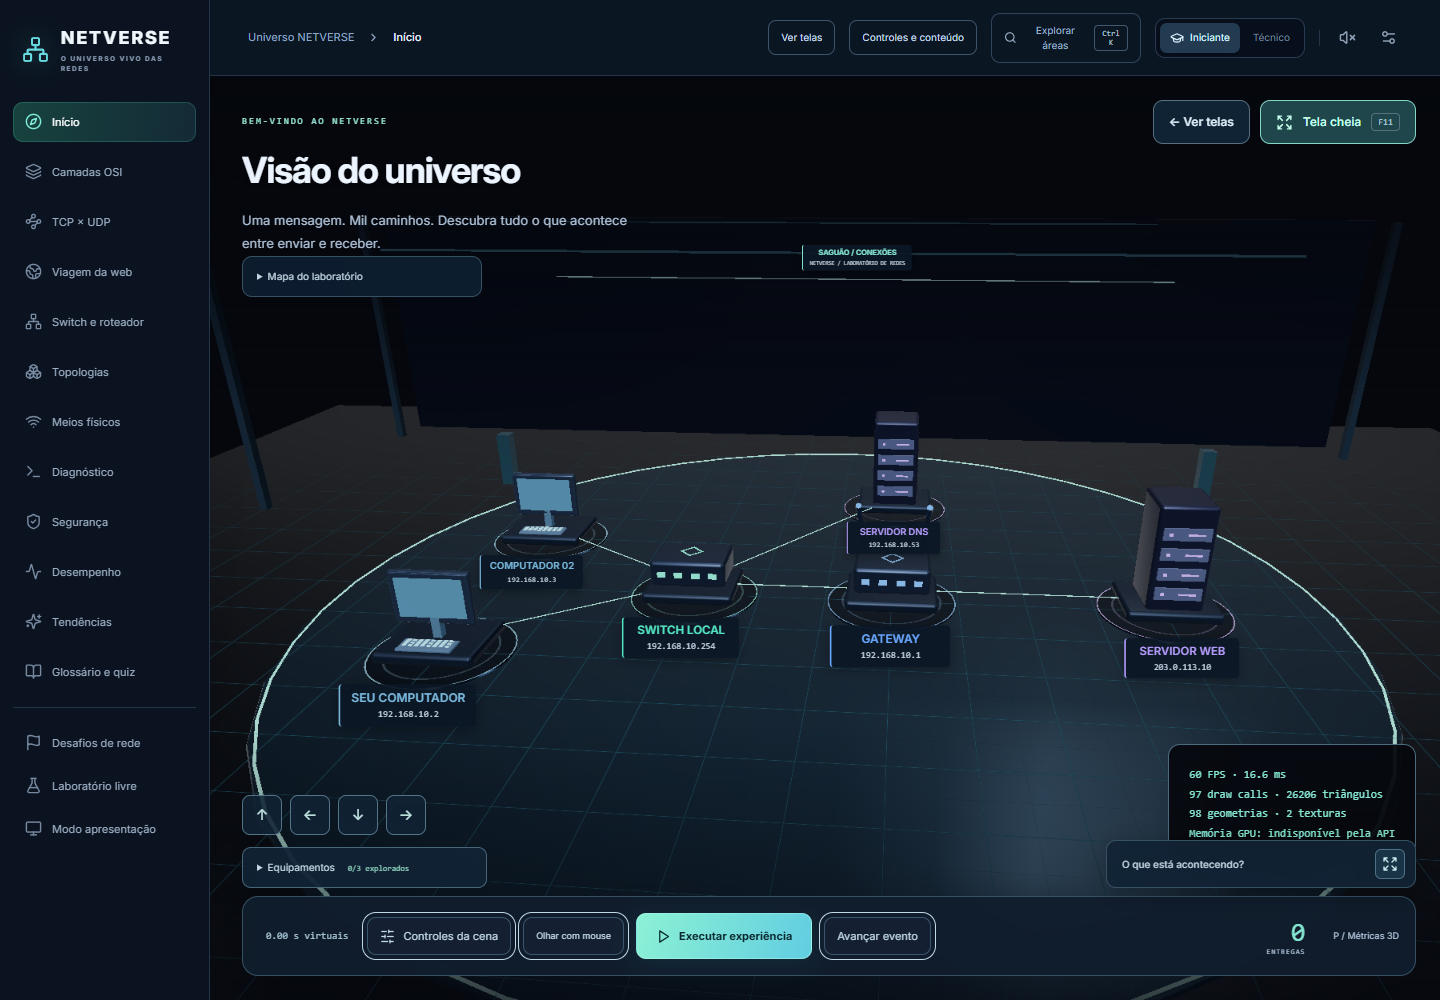 NETVERSE
O UNIVERSO VIVO DAS
REDES
Início
Camadas OSI
TCP × UDP
Viagem da web
Switch e roteador
Topologias
Meios físicos
Diagnóstico
Segurança
Desempenho
Tendências
Glossário e quiz
Desafios de rede
Laboratório livre
Modo apresentação
Universo NETVERSE > Início
Ver telas
Controles e conteúdo
Explorar
áreas
Ctrl
K
Iniciante
Técnico
BEM-VINDO AO NETVERSE
Visão do universo
Uma mensagem. Mil caminhos. Descubra tudo o que acontece
entre enviar e receber.
← Ver telas
Tela cheia F11
Mapa do laboratório
SAGUÃO / CONEXÕES
NETVERSE / LABORATÓRIO DE REDES
SERVIDOR DNS
192.168.10.53
COMPUTADOR 02
192.168.10.3
SWITCH LOCAL
192.168.10.254
GATEWAY
192.168.10.1
SERVIDOR WEB
203.0.113.10
SEU COMPUTADOR
192.168.10.2
60 FPS · 16.6 ms
97 draw calls · 26206 triângulos
98 geometrias · 2 texturas
Memória GPU: indisponível pela API
↑ ← ↓ →
Equipamentos 0/3 explorados
O que está acontecendo?
0.00 s virtuais
Controles da cena
Olhar com mouse
Executar experiência
Avançar evento
0
ENTREGAS
P / Métricas 3D